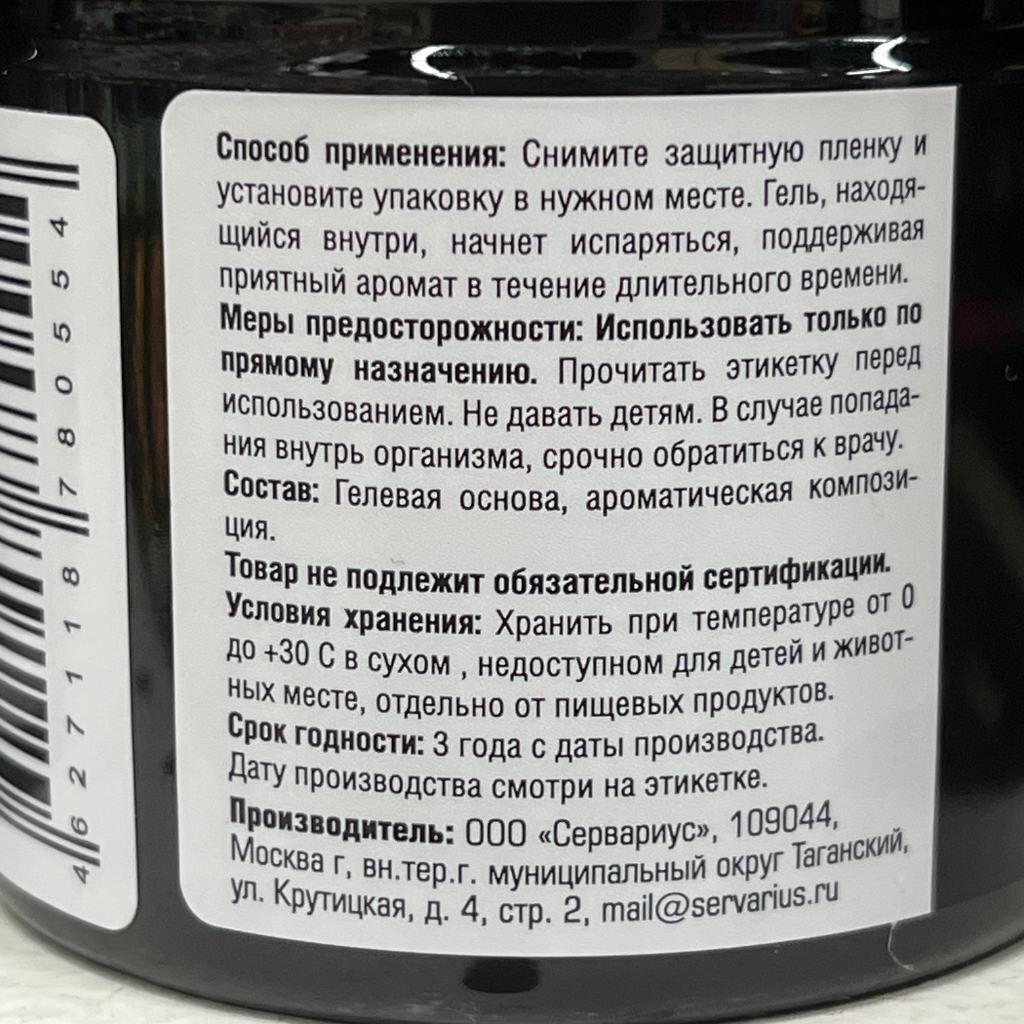 Способ применения: Снимите защитную пленку и
установите упаковку в нужном месте. Гель, находя-
щийся внутри, начнет испаряться, поддерживая
приятный аромат в течение длительного времени.
Меры предосторожности: Использовать только по
прямому назначению. Прочитать этикетку перед
использованием. Не давать детям. В случае попада-
ния внутрь организма, срочно обратиться к врачу.
Состав: Гелевая основа, ароматическая компози-
ция.
Товар не подлежит обязательной сертификации.
Условия хранения: Хранить при температуре от 0
до +30 С в сухом , недоступном для детей и живот-
ных месте, отдельно от пищевых продуктов.
Срок годности: 3 года с даты производства.
Дату производства смотри на этикетке.
Производитель: ООО «Сервариус», 109044,
Москва г, вн.тер.г. муниципальный округ Таганский,
ул. Крутицкая, д. 4, стр. 2, mail@servarius.ru
4627118780554